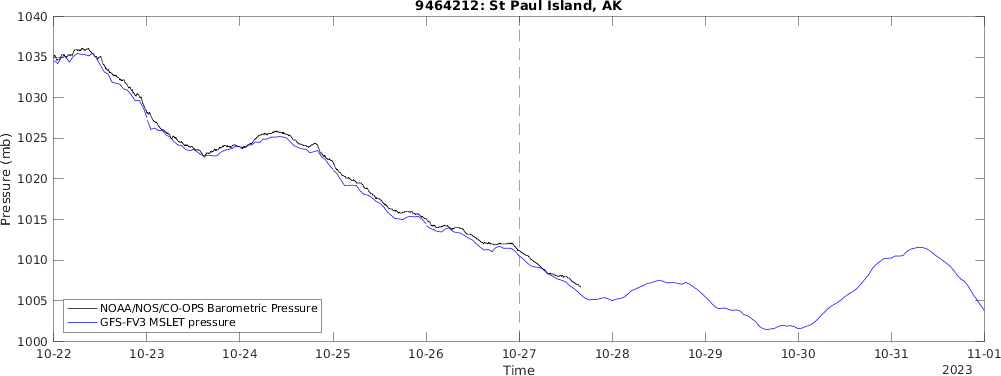 9464212: St Paul Island, AK
Pressure (mb)
1040
1035
1030
1025
1020
1015
1010
1005
1000
NOAA/NOS/CO-OPS Barometric Pressure
GFS-FV3 MSLET pressure
10-22 10-23 10-24 10-25 10-26 10-27 10-28 10-29 10-30 10-31 11-01
Time
2023